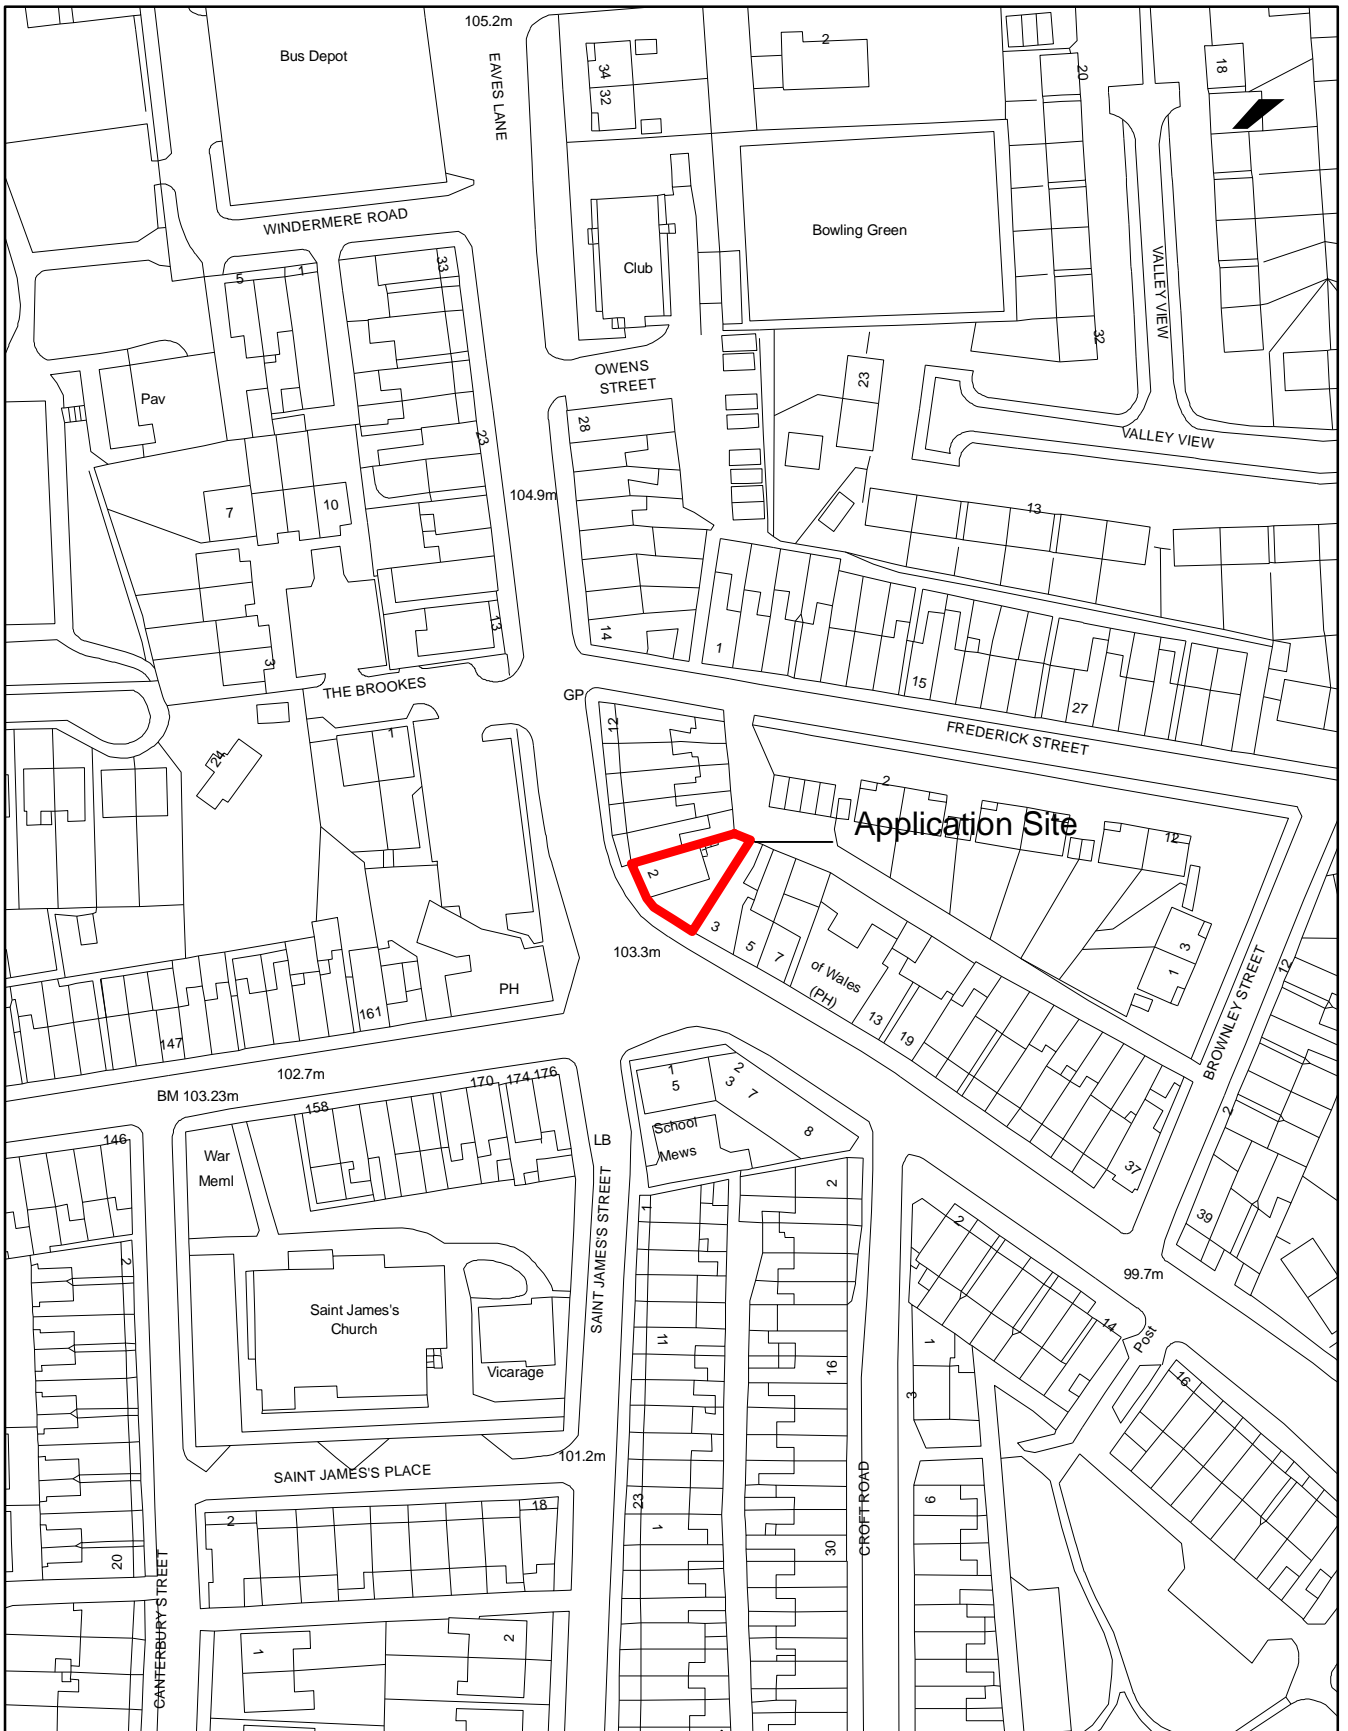 105.2m
Bus Depot
EAVES LANE
34
32
2
20
18
WINDERMERE ROAD
Bowling Green
Club
33
5
1
VALLEY VIEW
32
OWENS
STREET
23
Pav
28
23
VALLEY VIEW
104.9m
7
10
13
14
13
1
15
3
THE BROOKES
GP
27
FREDERICK STREET
12
1
24
2
Application Site
12
2
3
5
7
3
1
103.3m
of Wales
(PH)
PH
BROWNLEY STREET
12
161
13
19
147
102.7m
BM 103.23m
170
174
176
158
1
5
2
3
7
8
2
146
LB
School
Mews
War
Meml
37
2
SAINT JAMES'S STREET
1
2
39
2
99.7m
Saint James's
Church
11
1
14
Post
Vicarage
16
3
16
101.2m
SAINT JAMES'S PLACE
CROFT ROAD
2
18
23
1
6
20
30
CANTERBURY STREET
1
2